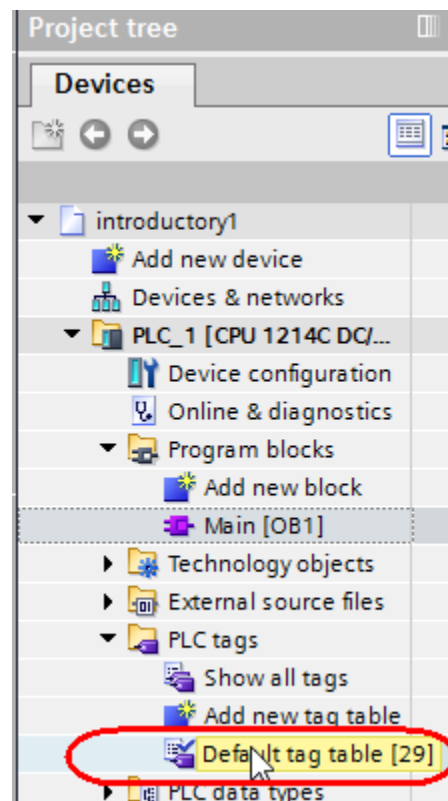 Project tree
Devices
introductory1
Add new device
Devices & networks
PLC_1 [CPU 1214C DC/...
Device configuration
Online & diagnostics
Program blocks
Add new block
Main [OB1]
Technology objects
External source files
PLC tags
Show all tags
Add new tag table
Default tag table [29]
PLC data types